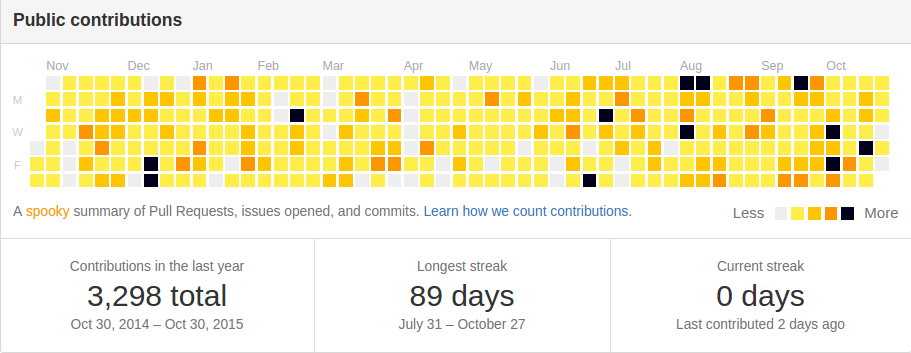 Public contributions
Nov Dec Jan Feb Mar Apr May Jun Jul Aug Sep Oct
M
W
F
A spooky summary of Pull Requests, issues opened, and commits. Learn how we count contributions.
Less More
Contributions in the last year
3,298 total
Oct 30, 2014 – Oct 30, 2015
Longest streak
89 days
July 31 – October 27
Current streak
0 days
Last contributed 2 days ago